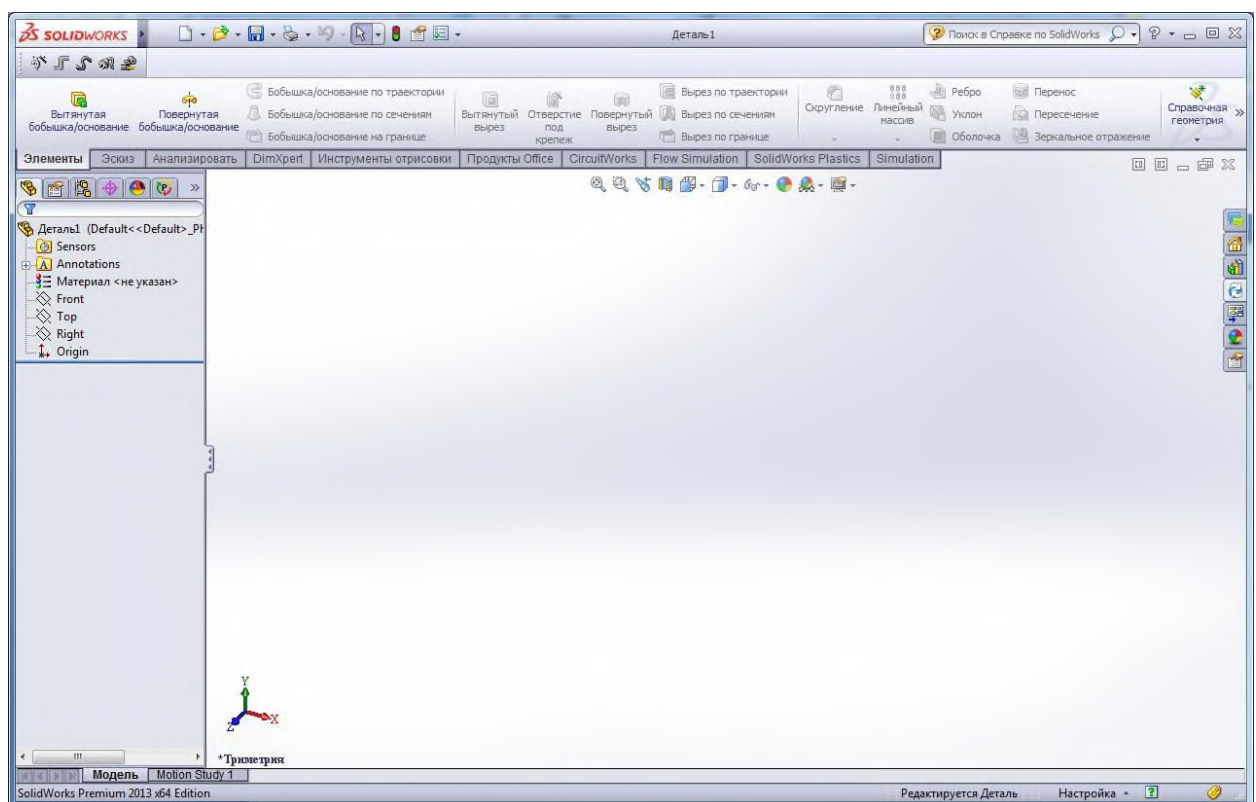 SOLIDWORKS
Деталь1
Поиск в Справке по SolidWorks
Вытянутая бобышка/основание
Повернутая бобышка/основание
Бобышка/основание по траектории
Бобышка/основание по сечениям
Бобышка/основание на границе
Вытянутый вырез
Отверстие под крепеж
Повернутый вырез
Вырез по траектории
Вырез по сечениям
Вырез по границе
Скругление
Линейный массив
Ребро
Уклон
Оболочка
Перенос
Пересечение
Зеркальное отражение
Справочная геометрия
Элементы Эскиз Анализировать DimXpert Инструменты отрисовки Продукты Office CircuitWorks Flow Simulation SolidWorks Plastics Simulation
Деталь1 (Default<<Default>_Ph
Sensors
Annotations
Материал <не указан>
Front
Top
Right
Origin
Y
X
Z
*Триметрия
Модель Motion Study 1
SolidWorks Premium 2013 x64 Edition
Редактируется Деталь
Настройка